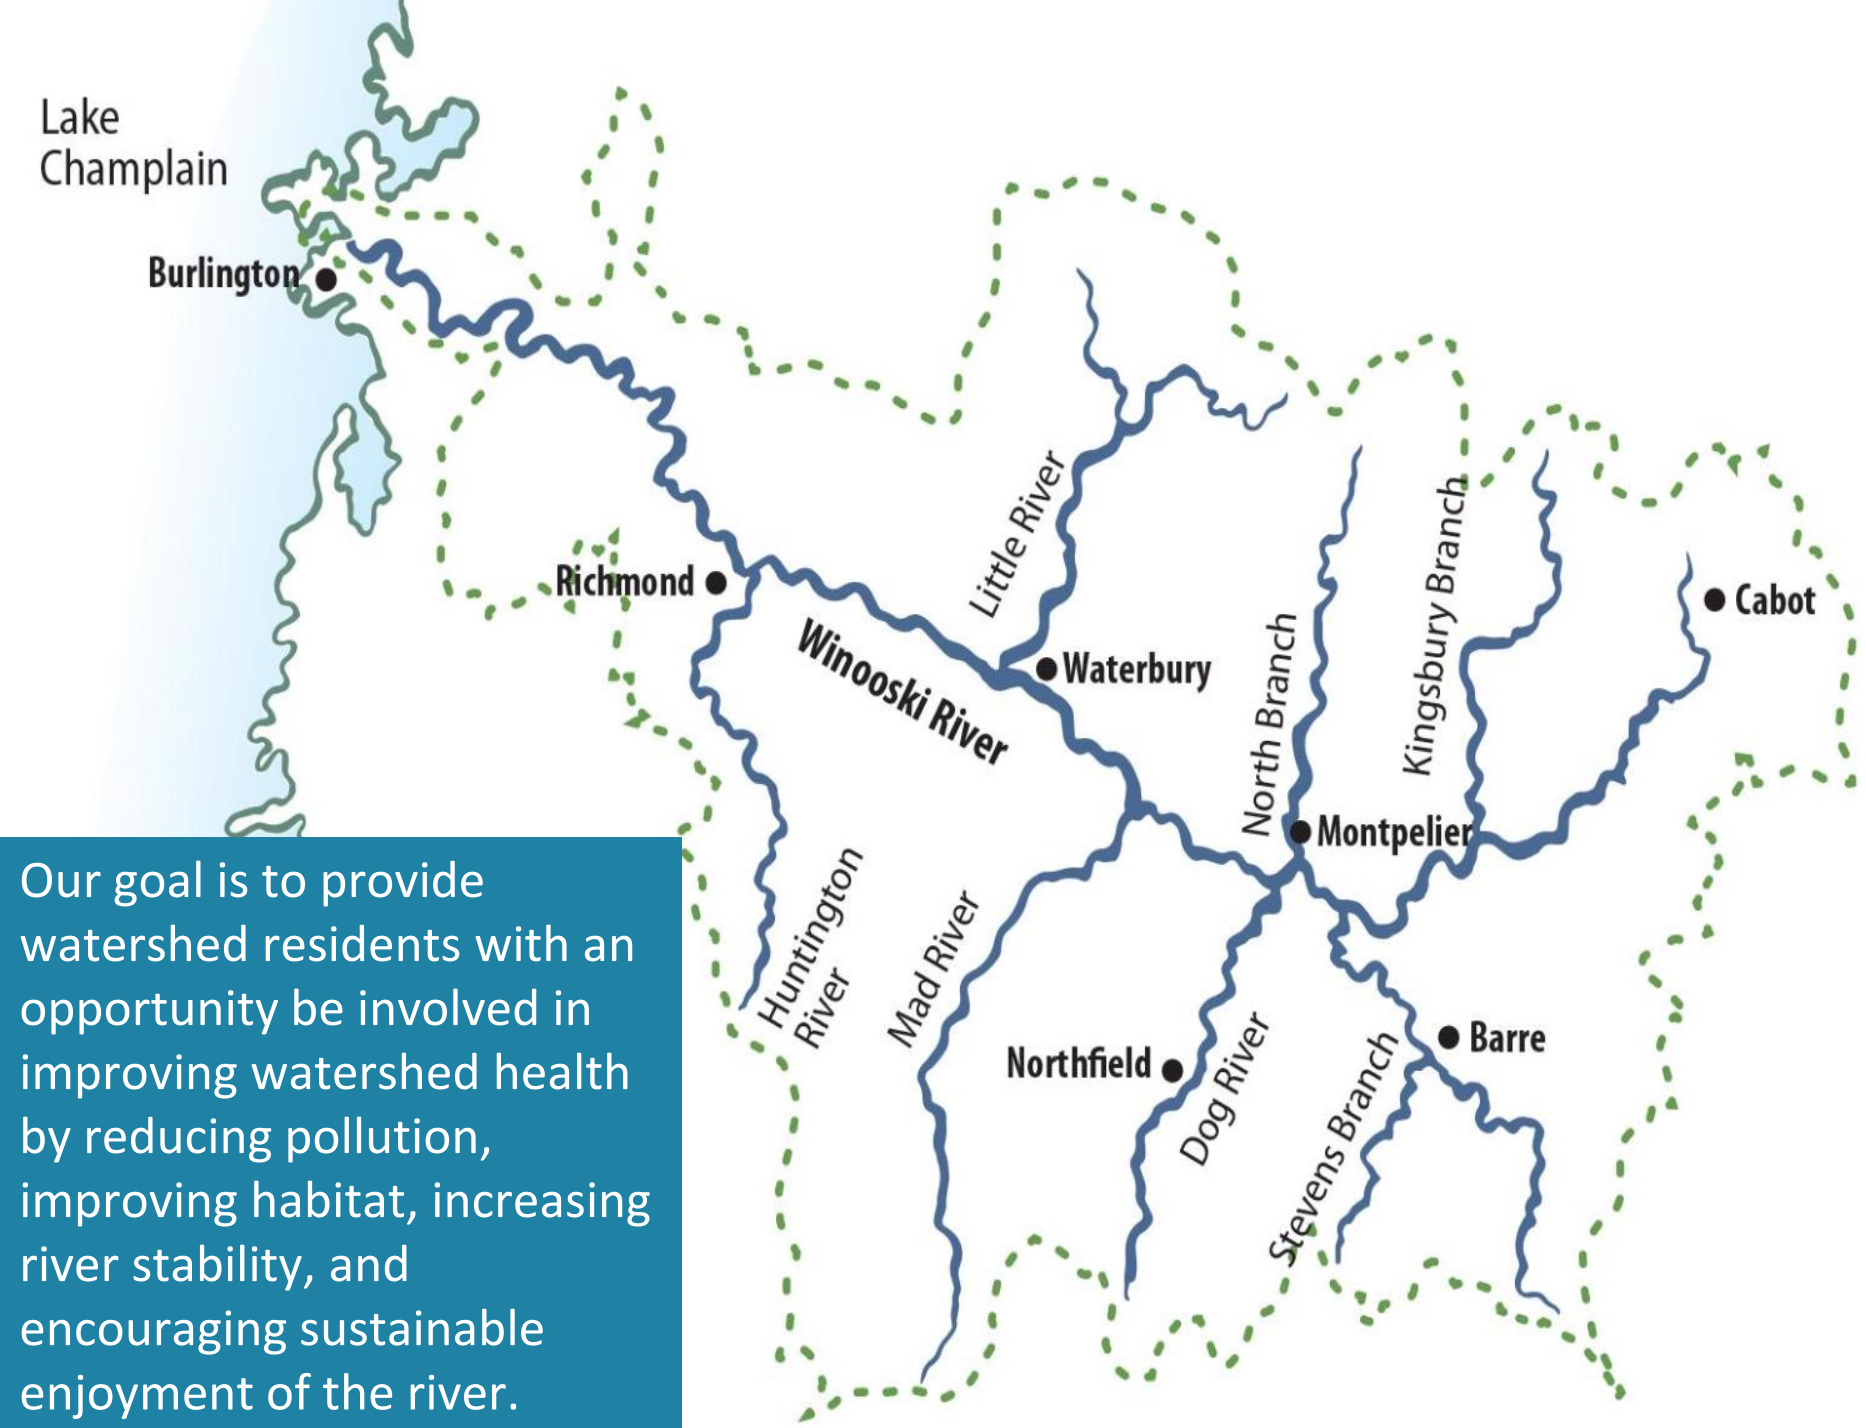 Lake
Champlain
Burlington
Richmond
Winooski River
Little River
Waterbury
North Branch
Kingsbury Branch
Cabot
Montpelier
Huntington
River
Mad River
Northfield
Dog River
Stevens Branch
Barre
Our goal is to provide
watershed residents with an
opportunity be involved in
improving watershed health
by reducing pollution,
improving habitat, increasing
river stability, and
encouraging sustainable
enjoyment of the river.